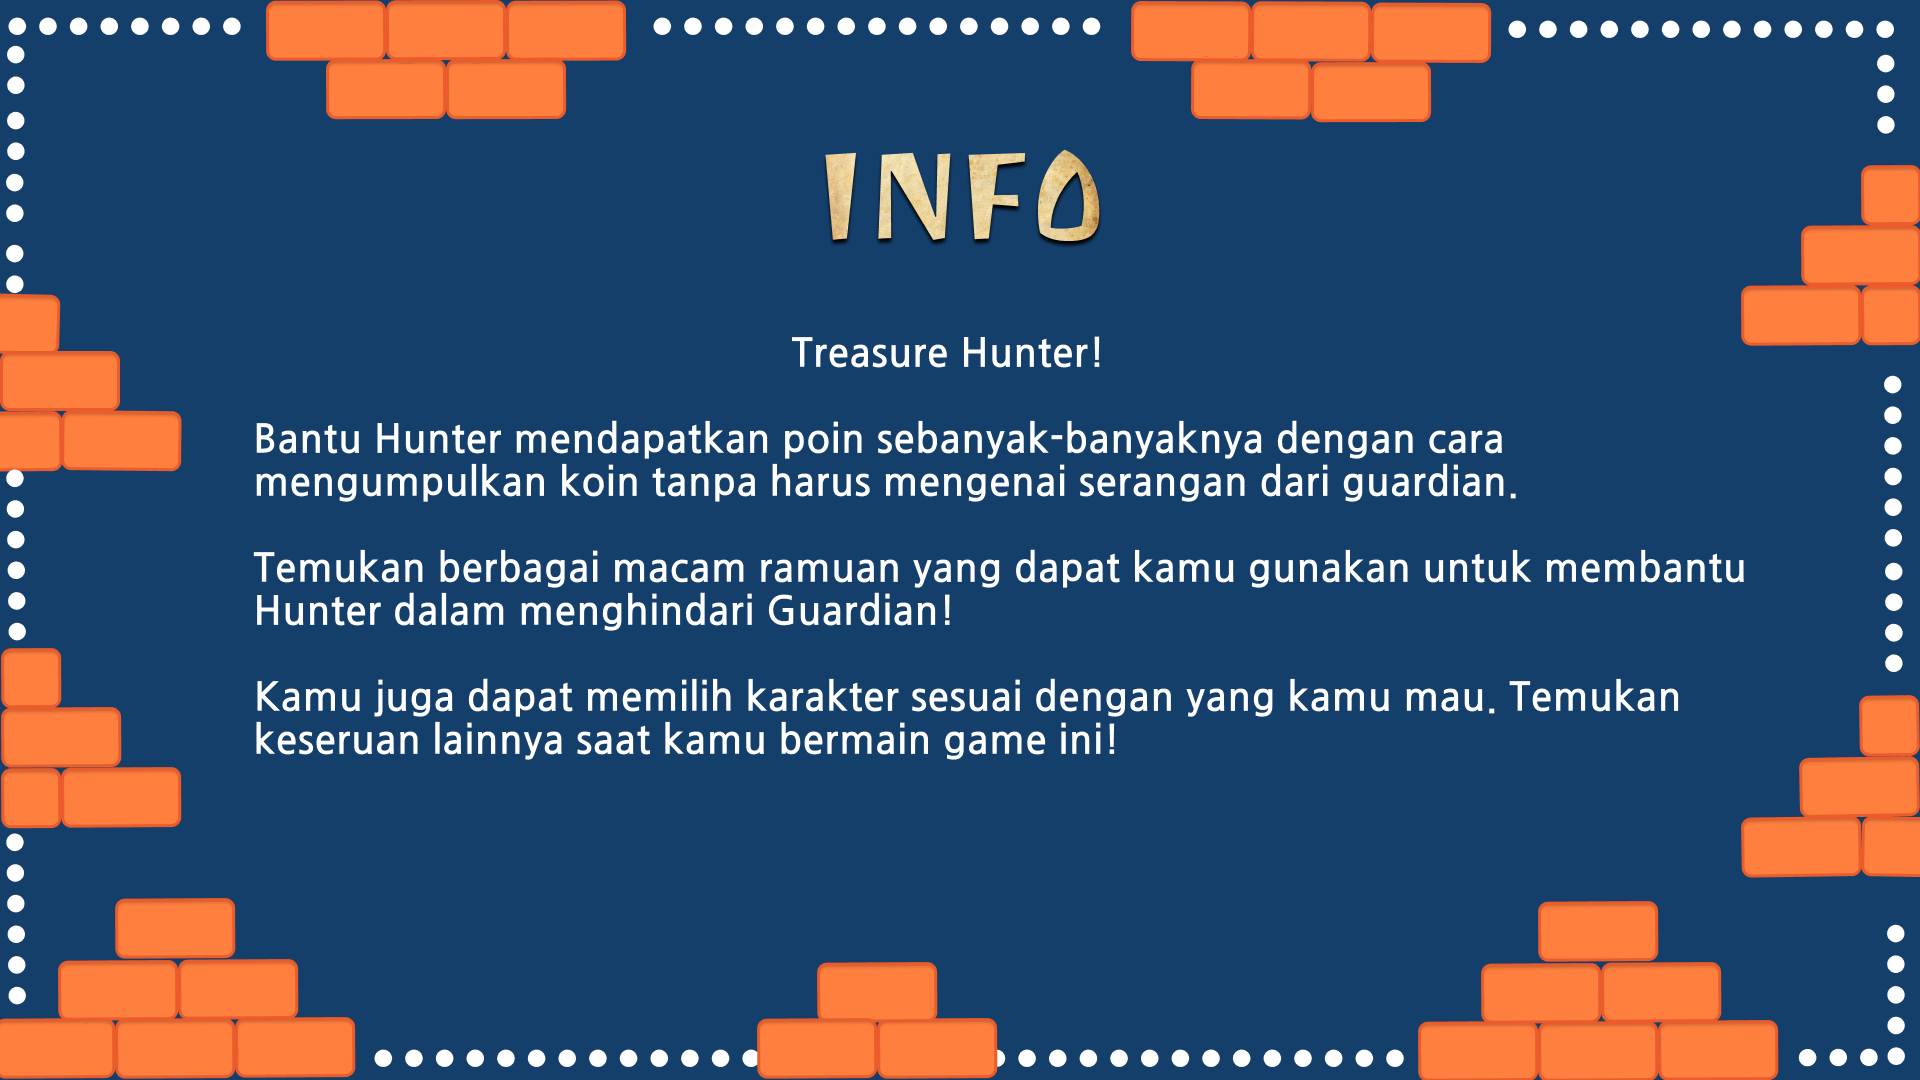 INFO
Treasure Hunter!
Bantu Hunter mendapatkan poin sebanyak-banyaknya dengan cara
mengumpulkan koin tanpa harus mengenai serangan dari guardian.
Temukan berbagai macam ramuan yang dapat kamu gunakan untuk membantu
Hunter dalam menghindari Guardian!
Kamu juga dapat memilih karakter sesuai dengan yang kamu mau. Temukan
keseruan lainnya saat kamu bermain game ini!